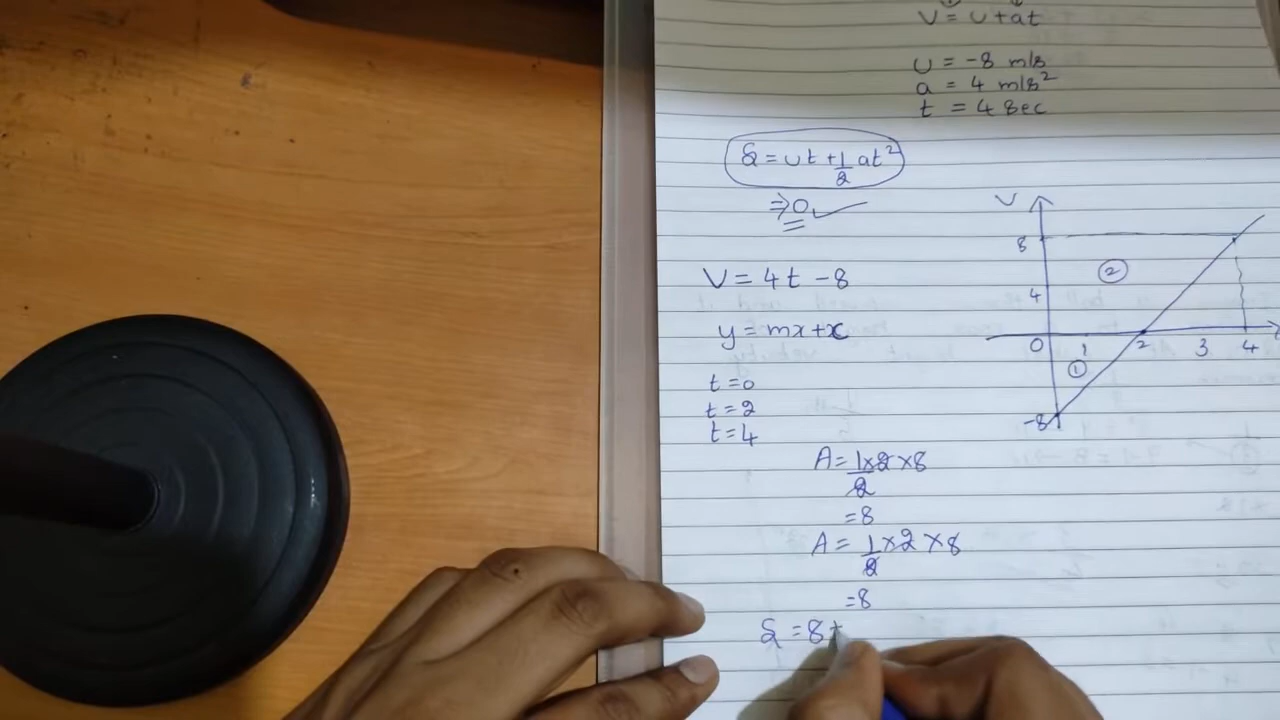 V = u + at
u = -8 m/s
a = 4 m/s²
t = 4 sec
S = ut + 1/2 at²
⇒ 0 ✓
V
8
②
4
V = 4t - 8
y = mx + c
0 1 2 3 4
①
-8
t = 0
t = 2
t = 4
A = 1/2 × 2 × 8
= 8
A = 1/2 × 2 × 8
= 8
S = 8+